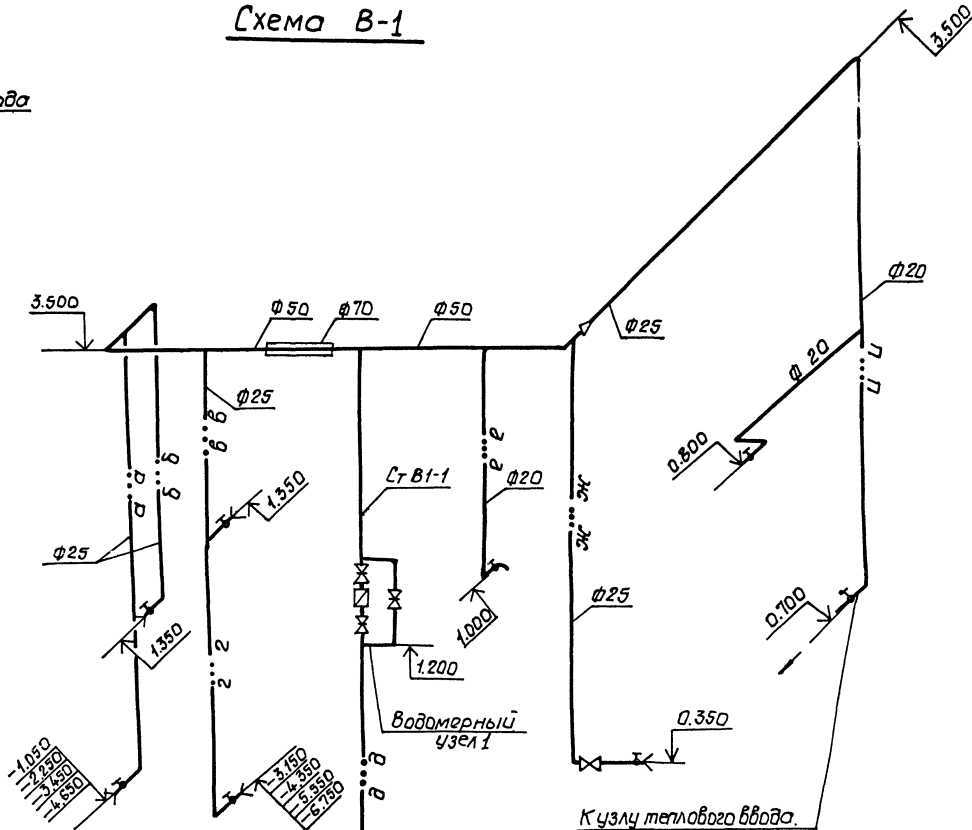 Схема В-1
ода
3.500
3.500
ф50
ф70
ф50
ф25
ф20
ф25
ф 20
и
и
в
в
е
е
а
а
б
б
0.800
1.350
Ст В1-1
ф20
ж
ж
ф25
ф25
1.350
1.000
0.700
г
г
1.200
Водомерный
узел 1
0.350
д
д
-1.050
-2.250
-3.450
-4.650
-3.150
-4.350
-5.550
-6.750
К узлу теплового ввода.